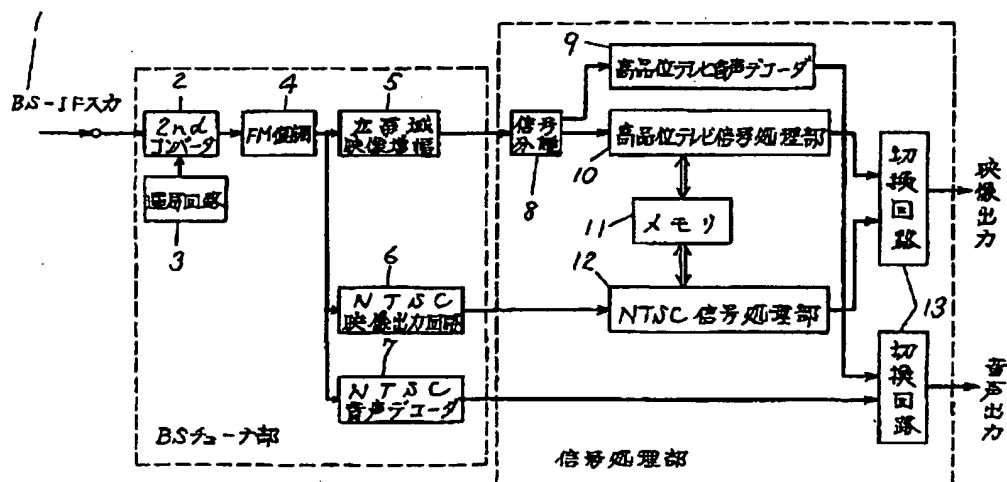 1
BS-IF入力
2
2nd
コンバータ
選局回路
3
4
FM復調
5
広帯域
映像増幅
6
NTSC
映像出力回路
7
NTSC
音声デコーダ
BSチューナ部
信号
分離
8
9
高品位テレビ音声デコーダ
高品位テレビ信号処理部
10
11
メモリ
12
NTSC信号処理部
切換回路
映像出力
13
切換回路
音声出力
信号処理部